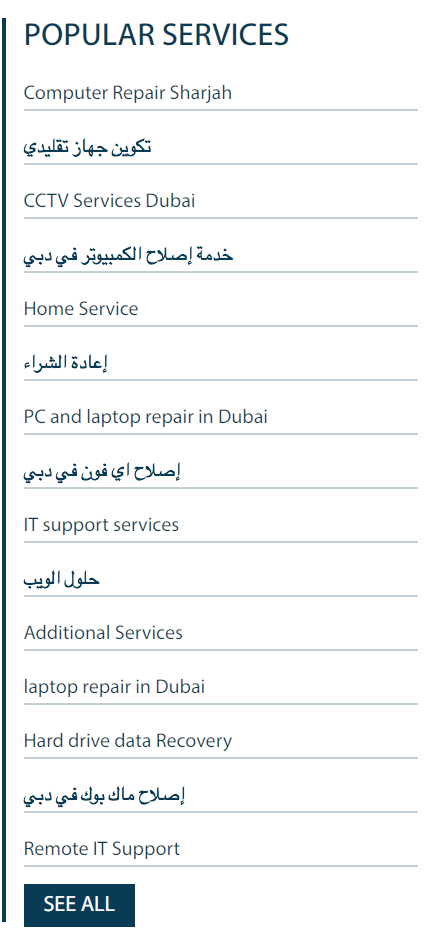 POPULAR SERVICES
Computer Repair Sharjah
تكوين جهاز تقليدي
CCTV Services Dubai
خدمة إصلاح الكمبيوتر في دبي
Home Service
إعادة الشراء
PC and laptop repair in Dubai
إصلاح اي فون في دبي
IT support services
حلول الويب
Additional Services
laptop repair in Dubai
Hard drive data Recovery
إصلاح ماك بوك في دبي
Remote IT Support
SEE ALL